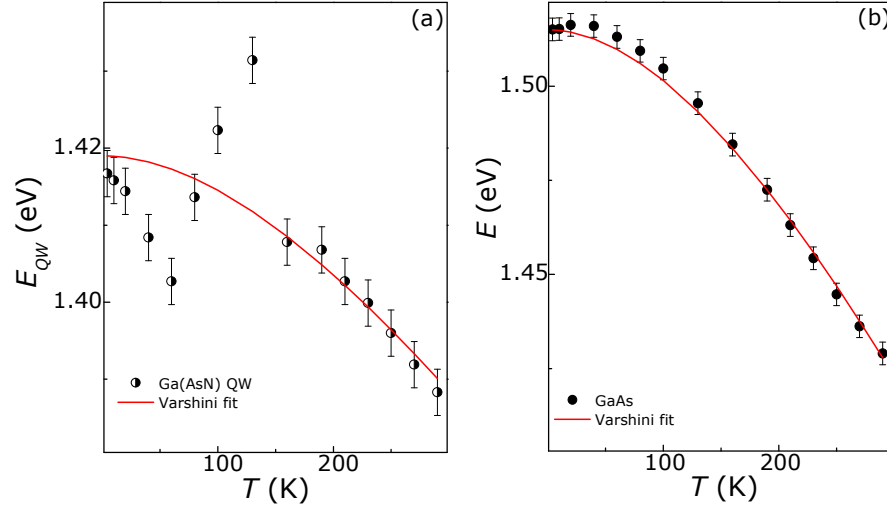 (a)
1.42
1.40
E_QW (eV)
Ga(AsN) QW
Varshini fit
100
200
T (K)
(b)
1.50
1.45
E (eV)
GaAs
Varshini fit
100
200
T (K)